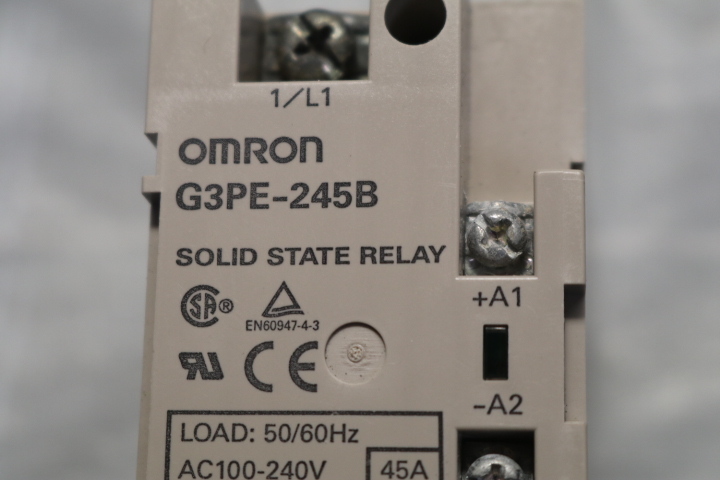 1/L1
OMRON
G3PE-245B
SOLID STATE RELAY
+A1
SA®
EN60947-4-3
CE
-A2
LOAD: 50/60Hz
AC100-240V 45A